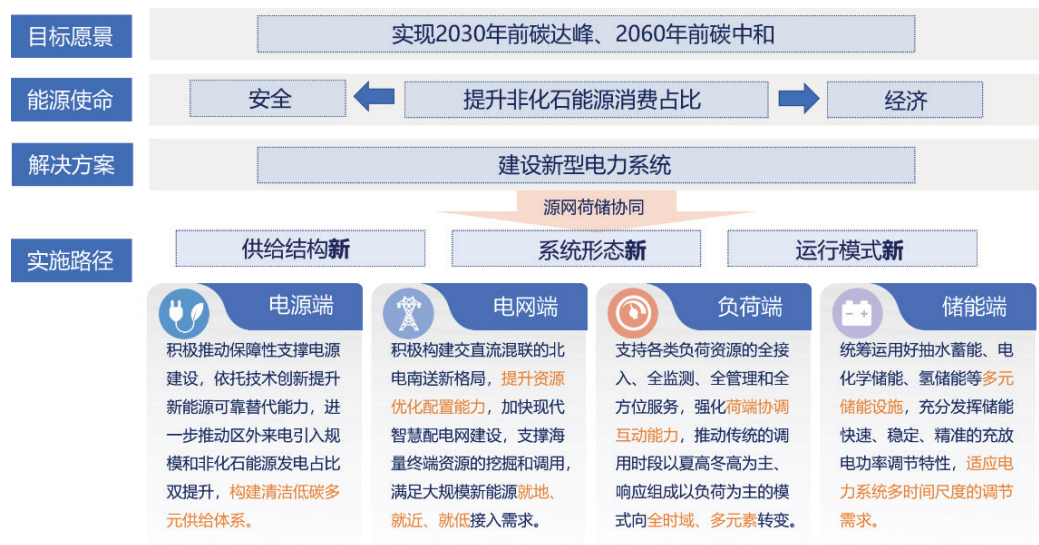 目标愿景
实现2030年前碳达峰、2060年前碳中和
能源使命
安全
提升非化石能源消费占比
经济
解决方案
建设新型电力系统
源网荷储协同
实施路径
供给结构新
系统形态新
运行模式新
电源端
积极推动保障性支撑电源
建设，依托技术创新提升
新能源可靠替代能力，进
一步推动区外来电引入规
模和非化石能源发电占比
双提升，构建清洁低碳多
元供给体系。
电网端
积极构建交直流混联的北
电南送新格局，提升资源
优化配置能力，加快现代
智慧配电网建设，支撑海
量终端资源的挖掘和调用，
满足大规模新能源就地、
就近、就低接入需求。
负荷端
支持各类负荷资源的全接
入、全监测、全管理和全
方位服务，强化荷端协调
互动能力，推动传统的调
用时段以夏高冬高为主、
响应组成以负荷为主的模
式向全时域、多元素转变。
储能端
统筹运用好抽水蓄能、电
化学储能、氢储能等多元
储能设施，充分发挥储能
快速、稳定、精准的充放
电功率调节特性，适应电
力系统多时间尺度的调节
需求。